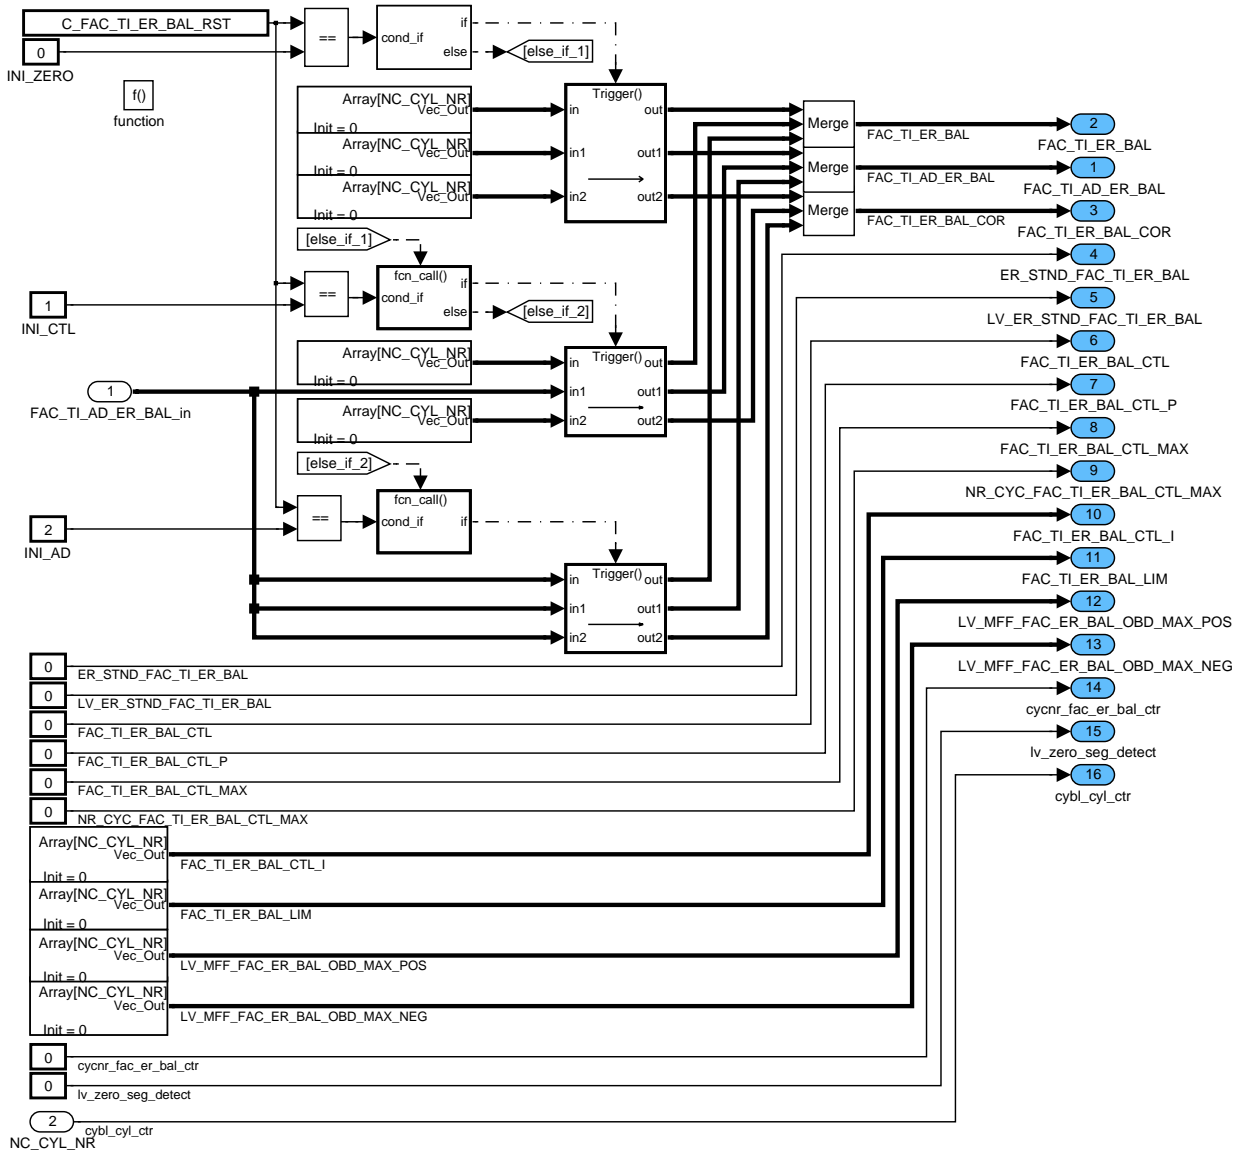 C_FAC_TI_ER_BAL_RST
0
INI_ZERO
==
cond_if
if
else
[else_if_1]
f()
function
Array[NC_CYL_NR]
Vec_Out
Init = 0
Array[NC_CYL_NR]
Vec_Out
Init = 0
Array[NC_CYL_NR]
Vec_Out
Init = 0
Trigger()
in
in1
in2
out
out1
out2
Merge
Merge
Merge
FAC_TI_ER_BAL
FAC_TI_AD_ER_BAL
FAC_TI_ER_BAL_COR
2
FAC_TI_ER_BAL
1
FAC_TI_AD_ER_BAL
3
FAC_TI_ER_BAL_COR
4
ER_STND_FAC_TI_ER_BAL
5
LV_ER_STND_FAC_TI_ER_BAL
6
FAC_TI_ER_BAL_CTL
7
FAC_TI_ER_BAL_CTL_P
8
FAC_TI_ER_BAL_CTL_MAX
9
NR_CYC_FAC_TI_ER_BAL_CTL_MAX
10
FAC_TI_ER_BAL_CTL_I
11
FAC_TI_ER_BAL_LIM
12
LV_MFF_FAC_ER_BAL_OBD_MAX_POS
13
LV_MFF_FAC_ER_BAL_OBD_MAX_NEG
14
cycnr_fac_er_bal_ctr
15
lv_zero_seg_detect
16
cybl_cyl_ctr
[else_if_1]
1
INI_CTL
==
fcn_call()
cond_if
if
else
[else_if_2]
Array[NC_CYL_NR]
Vec_Out
Init = 0
1
FAC_TI_AD_ER_BAL_in
Array[NC_CYL_NR]
Vec_Out
Init = 0
Trigger()
in
in1
in2
out
out1
out2
[else_if_2]
2
INI_AD
==
fcn_call()
cond_if
if
Trigger()
in
in1
in2
out
out1
out2
0
ER_STND_FAC_TI_ER_BAL
0
LV_ER_STND_FAC_TI_ER_BAL
0
FAC_TI_ER_BAL_CTL
0
FAC_TI_ER_BAL_CTL_P
0
FAC_TI_ER_BAL_CTL_MAX
0
NR_CYC_FAC_TI_ER_BAL_CTL_MAX
Array[NC_CYL_NR]
Vec_Out
Init = 0
FAC_TI_ER_BAL_CTL_I
Array[NC_CYL_NR]
Vec_Out
Init = 0
FAC_TI_ER_BAL_LIM
Array[NC_CYL_NR]
Vec_Out
Init = 0
LV_MFF_FAC_ER_BAL_OBD_MAX_POS
Array[NC_CYL_NR]
Vec_Out
Init = 0
LV_MFF_FAC_ER_BAL_OBD_MAX_NEG
0
cycnr_fac_er_bal_ctr
0
lv_zero_seg_detect
2
NC_CYL_NR
cybl_cyl_ctr